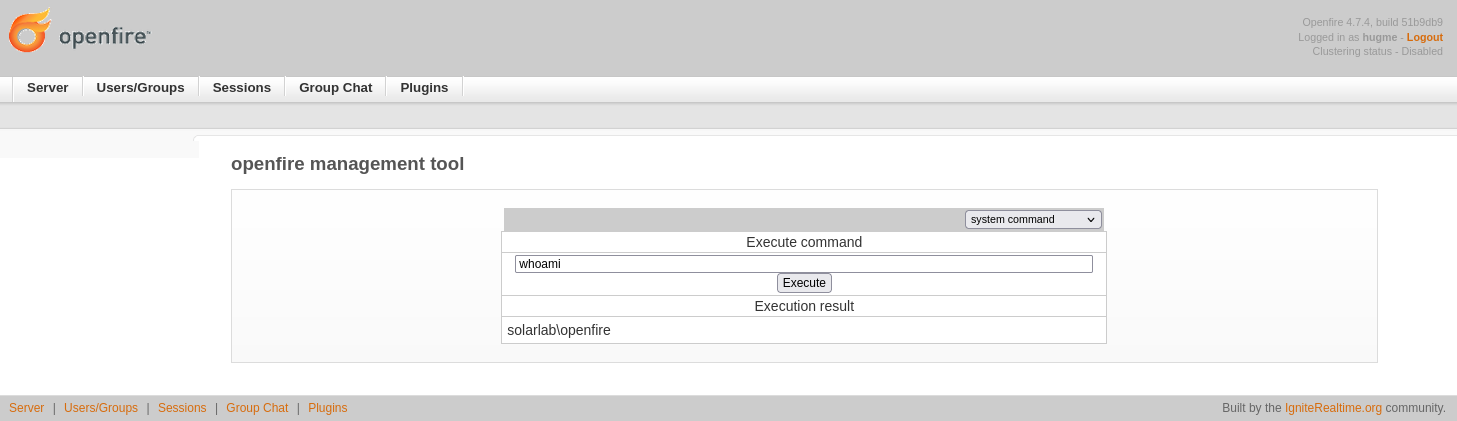 openfire™
Openfire 4.7.4, build 51b9db9
Logged in as hugme - Logout
Clustering status - Disabled
Server Users/Groups Sessions Group Chat Plugins
openfire management tool
system command
Execute command
whoami
Execute
Execution result
solarlab\openfire
Server | Users/Groups | Sessions | Group Chat | Plugins
Built by the IgniteRealtime.org community.